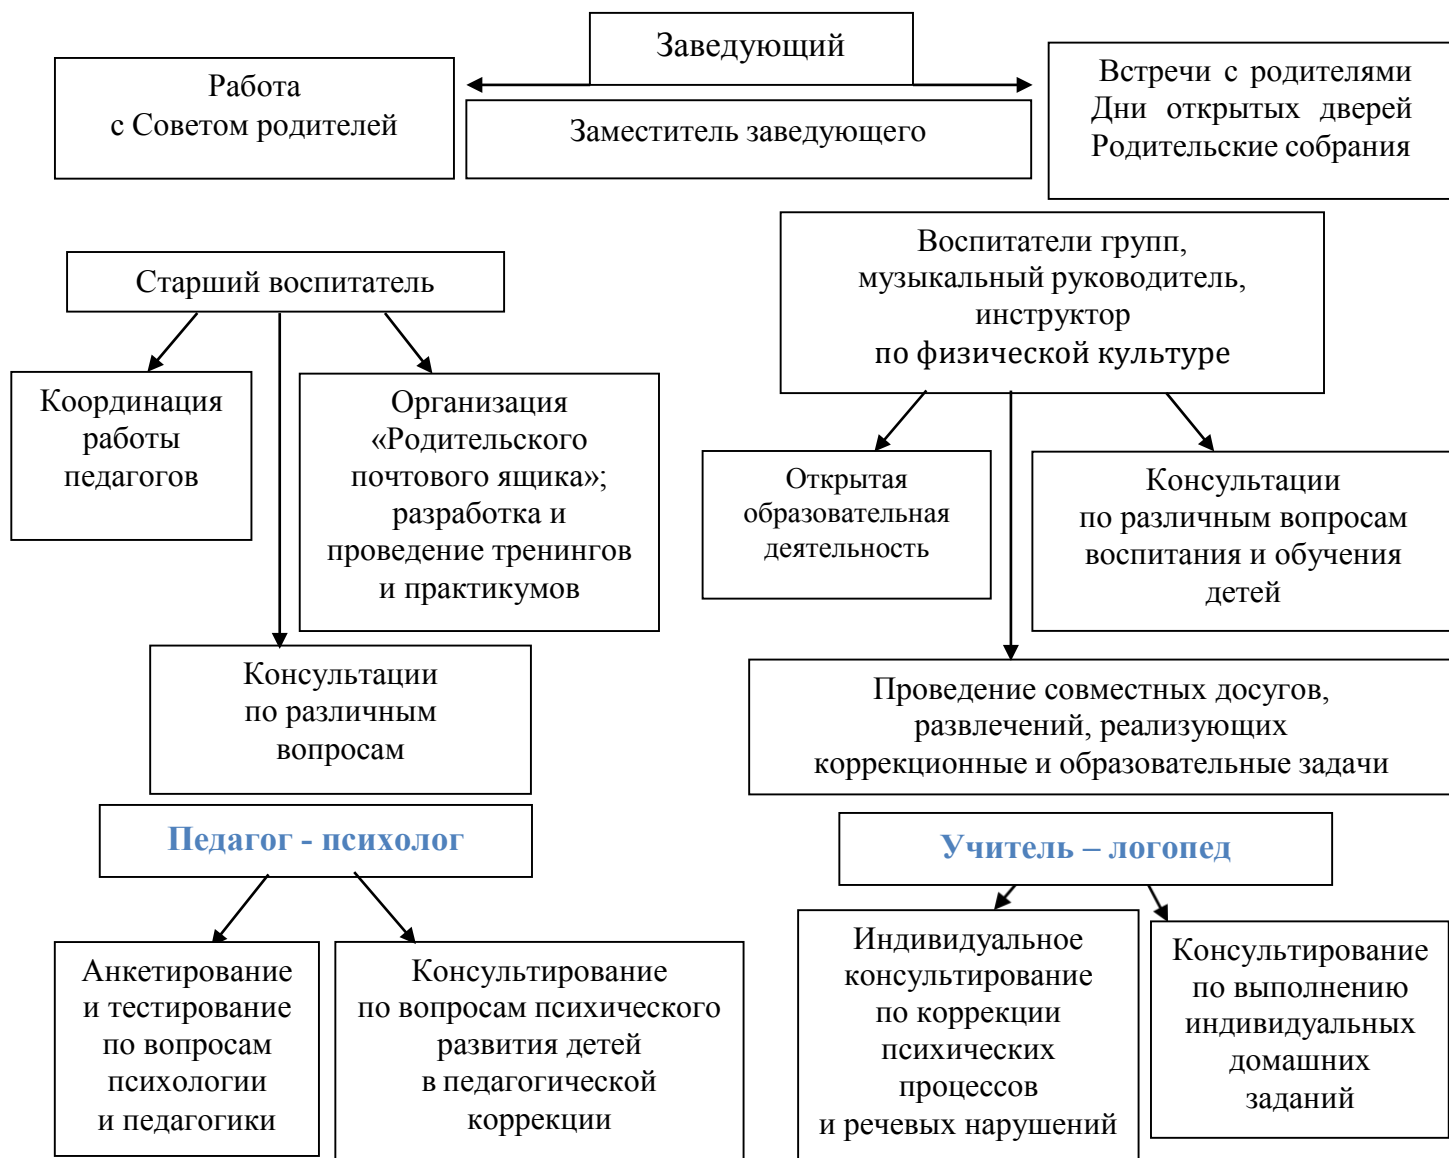 Заведующий
Работа
с Советом родителей
Заместитель заведующего
Встречи с родителями
Дни открытых дверей
Родительские собрания
Старший воспитатель
Воспитатели групп,
музыкальный руководитель,
инструктор
по физической культуре
Координация
работы
педагогов
Организация
«Родительского
почтового ящика»;
разработка и
проведение тренингов
и практикумов
Открытая
образовательная
деятельность
Консультации
по различным вопросам
воспитания и обучения
детей
Консультации
по различным
вопросам
Проведение совместных досугов,
развлечений, реализующих
коррекционные и образовательные задачи
Педагог - психолог
Учитель – логопед
Анкетирование
и тестирование
по вопросам
психологии
и педагогики
Консультирование
по вопросам психического
развития детей
в педагогической
коррекции
Индивидуальное
консультирование
по коррекции
психических
процессов
и речевых нарушений
Консультирование
по выполнению
индивидуальных
домашних
заданий